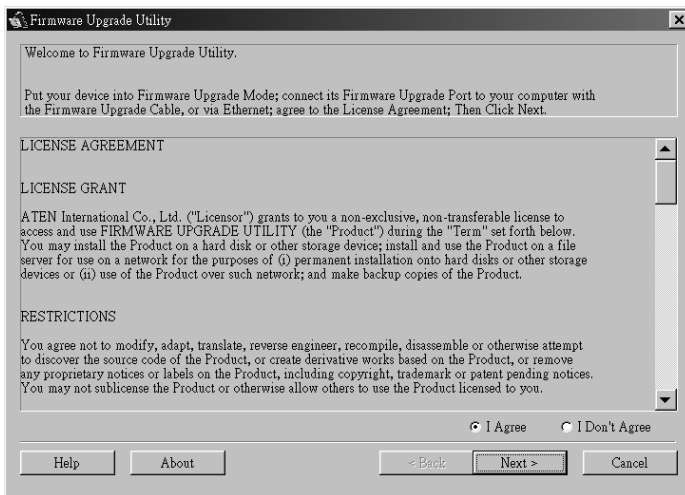 Firmware Upgrade Utility
Welcome to Firmware Upgrade Utility.
Put your device into Firmware Upgrade Mode; connect its Firmware Upgrade Port to your computer with
the Firmware Upgrade Cable, or via Ethernet; agree to the License Agreement; Then Click Next.
LICENSE AGREEMENT
LICENSE GRANT
ATEN International Co., Ltd. ("Licensor") grants to you a non-exclusive, non-transferable license to
access and use FIRMWARE UPGRADE UTILITY (the "Product") during the "Term" set forth below.
You may install the Product on a hard disk or other storage device; install and use the Product on a file
server for use on a network for the purposes of (i) permanent installation onto hard disks or other storage
devices or (ii) use of the Product over such network; and make backup copies of the Product.
RESTRICTIONS
You agree not to modify, adapt, translate, reverse engineer, recompile, disassemble or otherwise attempt
to discover the source code of the Product, or create derivative works based on the Product, or remove
any proprietary notices or labels on the Product, including copyright, trademark or patent pending notices.
You may not sublicense the Product or otherwise allow others to use the Product licensed to you.
I Agree I Don't Agree
Help About < Back Next > Cancel